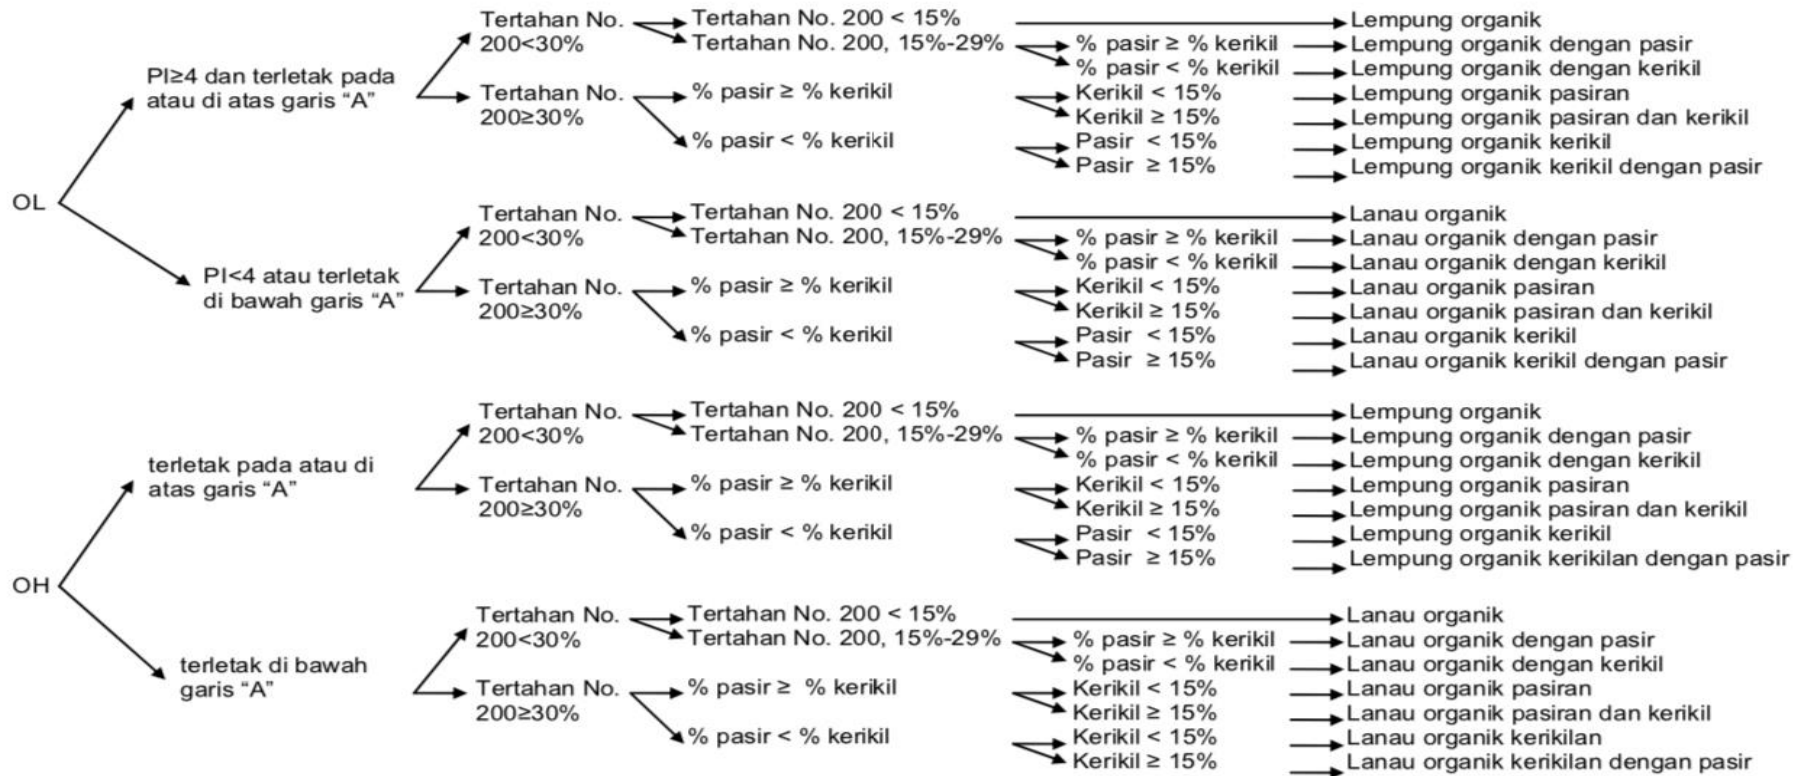 OL
PI≥4 dan terletak pada
atau di atas garis “A”
Tertahan No.
200<30%
Tertahan No. 200 < 15%
Lempung organik
Tertahan No. 200, 15%-29%
% pasir ≥ % kerikil
Lempung organik dengan pasir
% pasir < % kerikil
Lempung organik dengan kerikil
Tertahan No.
200≥30%
% pasir ≥ % kerikil
Kerikil < 15%
Lempung organik pasiran
Kerikil ≥ 15%
Lempung organik pasiran dan kerikil
% pasir < % kerikil
Pasir < 15%
Lempung organik kerikil
Pasir ≥ 15%
Lempung organik kerikil dengan pasir
PI<4 atau terletak
di bawah garis “A”
Tertahan No.
200<30%
Tertahan No. 200 < 15%
Lanau organik
Tertahan No. 200, 15%-29%
% pasir ≥ % kerikil
Lanau organik dengan pasir
% pasir < % kerikil
Lanau organik dengan kerikil
Tertahan No.
200≥30%
% pasir ≥ % kerikil
Kerikil < 15%
Lanau organik pasiran
Kerikil ≥ 15%
Lanau organik pasiran dan kerikil
% pasir < % kerikil
Pasir < 15%
Lanau organik kerikil
Pasir ≥ 15%
Lanau organik kerikil dengan pasir
OH
terletak pada atau di
atas garis “A”
Tertahan No.
200<30%
Tertahan No. 200 < 15%
Lempung organik
Tertahan No. 200, 15%-29%
% pasir ≥ % kerikil
Lempung organik dengan pasir
% pasir < % kerikil
Lempung organik dengan kerikil
Tertahan No.
200≥30%
% pasir ≥ % kerikil
Kerikil < 15%
Lempung organik pasiran
Kerikil ≥ 15%
Lempung organik pasiran dan kerikil
% pasir < % kerikil
Pasir < 15%
Lempung organik kerikil
Pasir ≥ 15%
Lempung organik kerikilan dengan pasir
terletak di bawah
garis “A”
Tertahan No.
200<30%
Tertahan No. 200 < 15%
Lanau organik
Tertahan No. 200, 15%-29%
% pasir ≥ % kerikil
Lanau organik dengan pasir
% pasir < % kerikil
Lanau organik dengan kerikil
Tertahan No.
200≥30%
% pasir ≥ % kerikil
Kerikil < 15%
Lanau organik pasiran
Kerikil ≥ 15%
Lanau organik pasiran dan kerikil
% pasir < % kerikil
Kerikil < 15%
Lanau organik kerikilan
Kerikil ≥ 15%
Lanau organik kerikilan dengan pasir